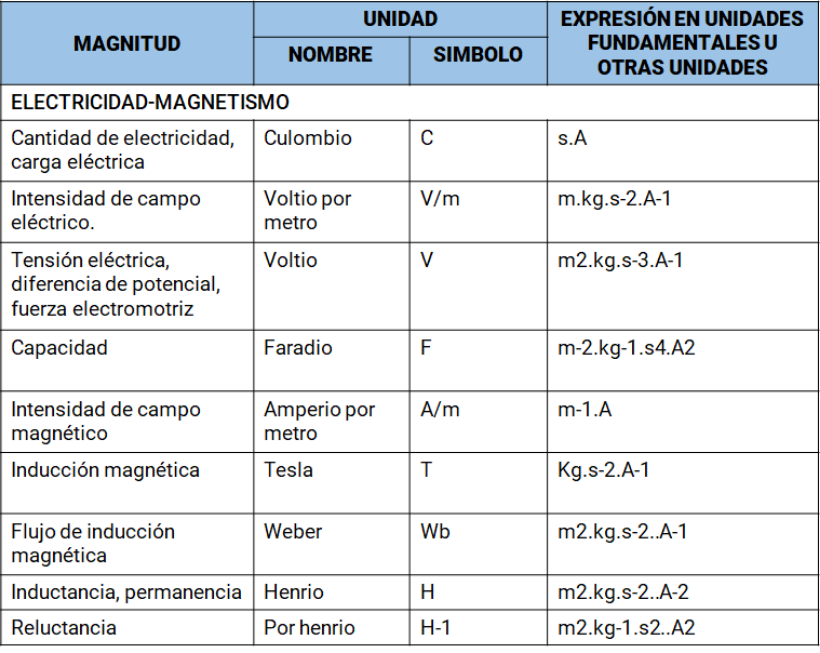 MAGNITUD
UNIDAD
EXPRESIÓN EN UNIDADES
FUNDAMENTALES U
OTRAS UNIDADES
NOMBRE
SIMBOLO
ELECTRICIDAD-MAGNETISMO
Cantidad de electricidad,
carga eléctrica
Culombio
C
s.A
Intensidad de campo
eléctrico.
Voltio por
metro
V/m
m.kg.s-2.A-1
Tensión eléctrica,
diferencia de potencial,
fuerza electromotriz
Voltio
V
m2.kg.s-3.A-1
Capacidad
Faradio
F
m-2.kg-1.s4.A2
Intensidad de campo
magnético
Amperio por
metro
A/m
m-1.A
Inducción magnética
Tesla
T
Kg.s-2.A-1
Flujo de inducción
magnética
Weber
Wb
m2.kg.s-2..A-1
Inductancia, permanencia
Henrio
H
m2.kg.s-2..A-2
Reluctancia
Por henrio
H-1
m2.kg-1.s2..A2